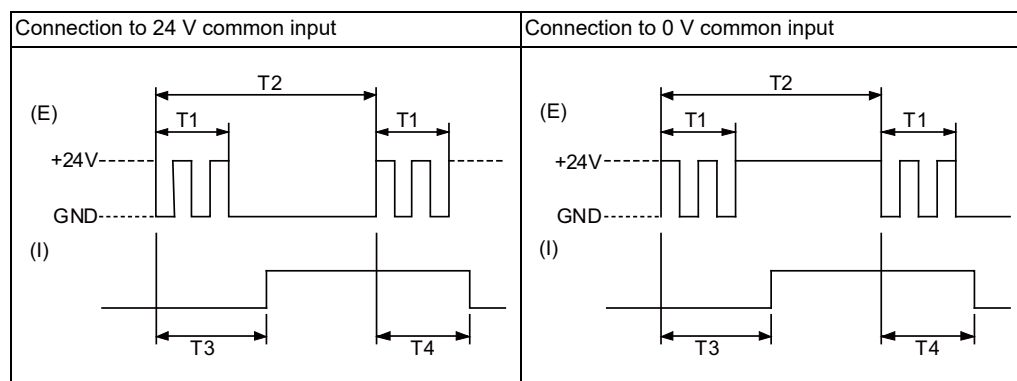 Connection to 24 V common input
Connection to 0 V common input
T2
(E)
T1
T1
+24V
GND
(I)
T3
T4
T2
(E)
T1
T1
+24V
GND
(I)
T3
T4